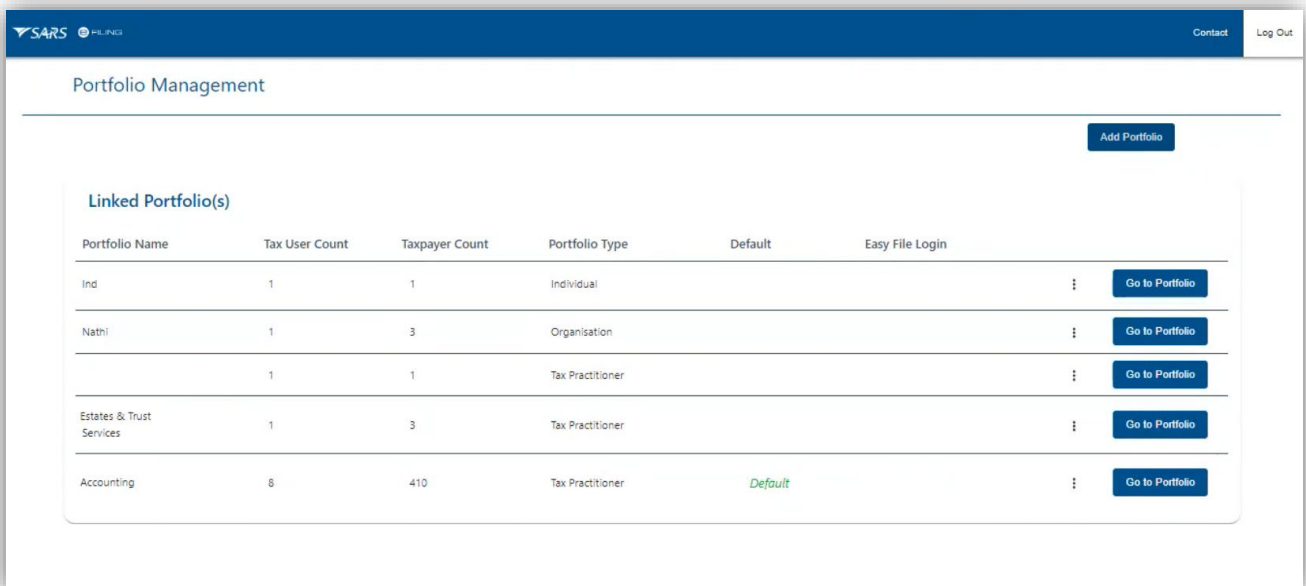 SARS eFILING Contact Log Out
Portfolio Management
Add Portfolio
Linked Portfolio(s)
Portfolio Name Tax User Count Taxpayer Count Portfolio Type Default Easy File Login
Ind 1 1 Individual Go to Portfolio
Nathi 1 3 Organisation Go to Portfolio
1 1 Tax Practitioner Go to Portfolio
Estates & Trust
Services 1 3 Tax Practitioner Go to Portfolio
Accounting 8 410 Tax Practitioner Default Go to Portfolio